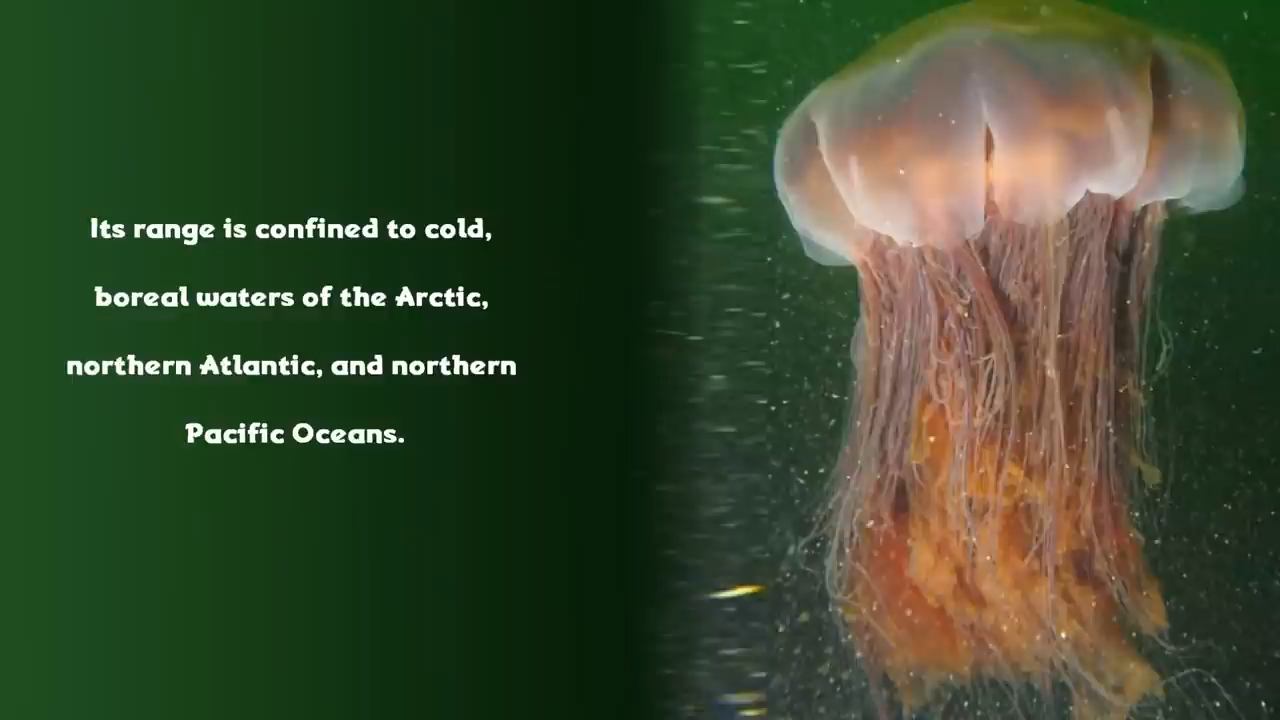 Its range is confined to cold,
boreal waters of the Arctic,
northern Atlantic, and northern
Pacific Oceans.